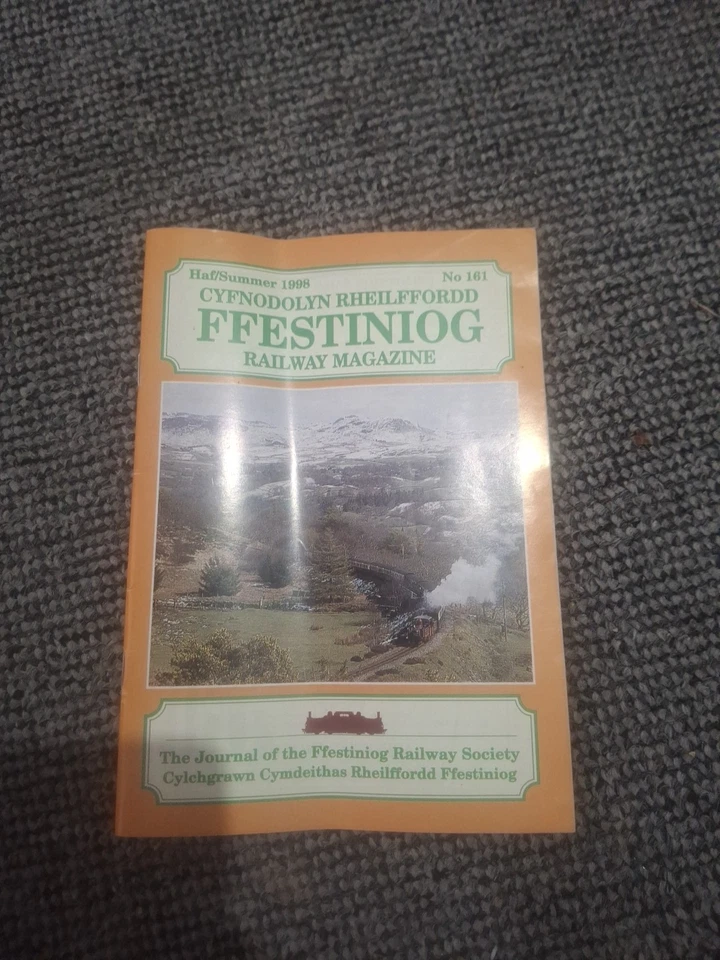 Haf/Summer 1998 No 161
CYFNODOLYN RHEILFFORDD
FFESTINIOG
RAILWAY MAGAZINE
The Journal of the Ffestiniog Railway Society
Cylchgrawn Cymdeithas Rheilffordd Ffestiniog